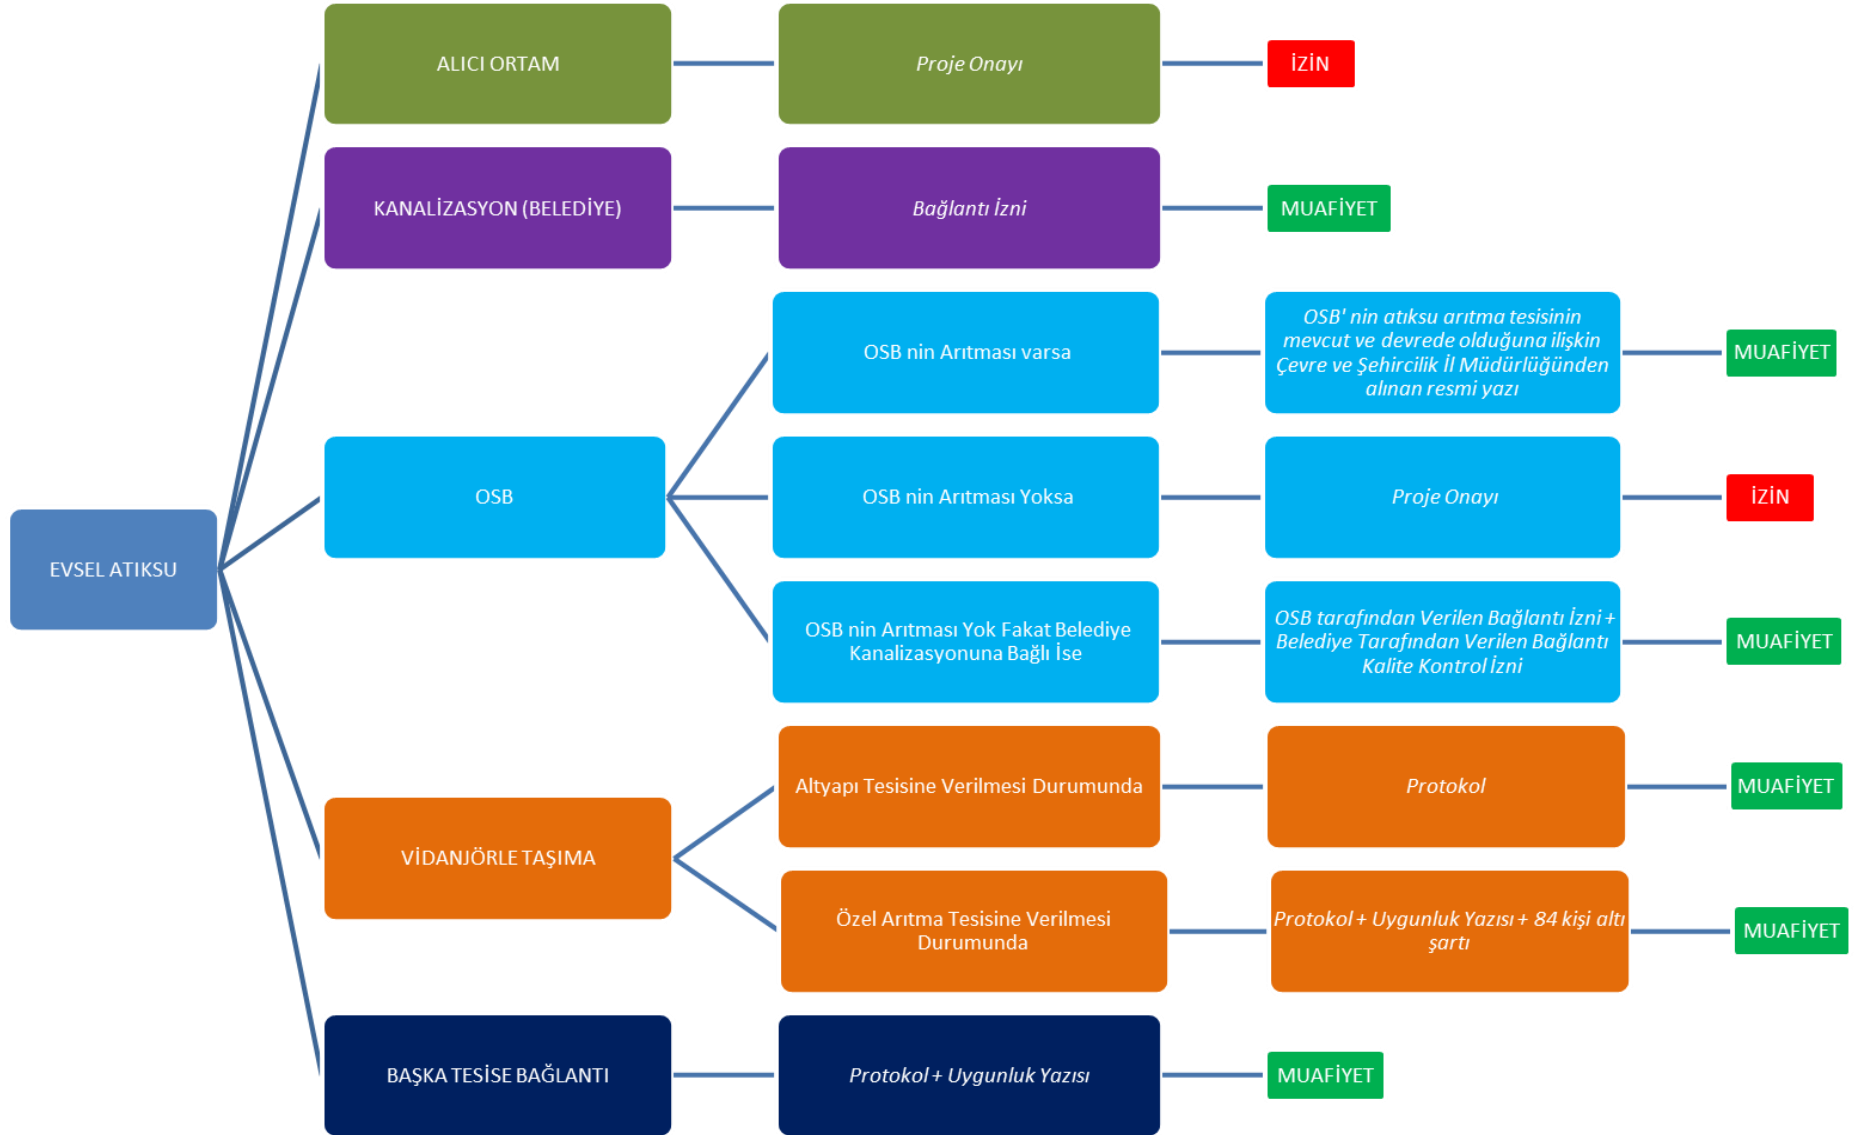 EVSEL ATIKSU
ALICI ORTAM
Proje Onayı
İZİN
KANALİZASYON (BELEDİYE)
Bağlantı İzni
MUAFİYET
OSB
OSB nin Arıtması varsa
OSB' nin atıksu arıtma tesisinin
mevcut ve devrede olduğuna ilişkin
Çevre ve Şehircilik İl Müdürlüğünden
alınan resmi yazı
MUAFİYET
OSB nin Arıtması Yoksa
Proje Onayı
İZİN
OSB nin Arıtması Yok Fakat Belediye
Kanalizasyonuna Bağlı İse
OSB tarafından Verilen Bağlantı İzni +
Belediye Tarafından Verilen Bağlantı
Kalite Kontrol İzni
MUAFİYET
VİDANJÖRLE TAŞIMA
Altyapı Tesisine Verilmesi Durumunda
Protokol
MUAFİYET
Özel Arıtma Tesisine Verilmesi
Durumunda
Protokol + Uygunluk Yazısı + 84 kişi altı
şartı
MUAFİYET
BAŞKA TESİSE BAĞLANTI
Protokol + Uygunluk Yazısı
MUAFİYET